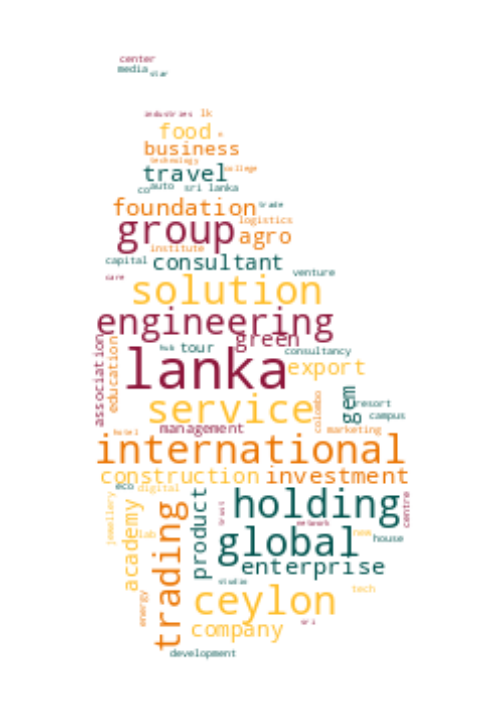 center
media star
industries lk
food
business
technology
travel college
co auto sri lanka
foundation trade
logistics
group agro
institute
capital consultant
care venture
solution
engineering
green
association education hub tour consultancy
lanka export
gem resort
service colombo campus
hotel management marketing
international
construction investment
eco digital
jewellery academy lab trading product holding centre
network
global new house
enterprise
studio
energy ceylon tech
sri
company
development